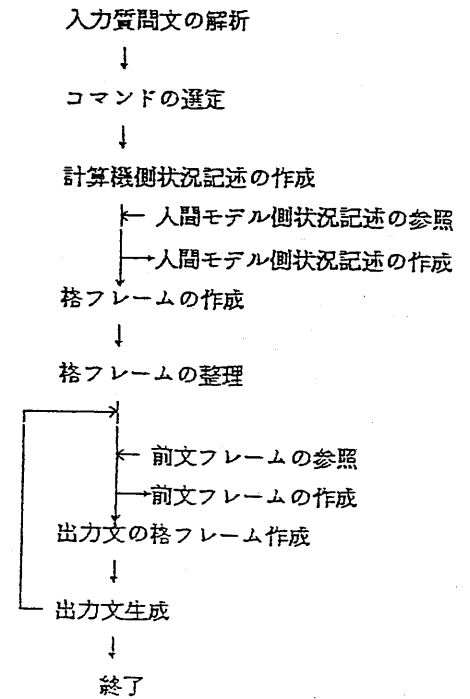 入力質問文の解析
コマンドの選定
計算機側状況記述の作成
人間モデル側状況記述の参照
人間モデル側状況記述の作成
格フレームの作成
格フレームの整理
前文フレームの参照
前文フレームの作成
出力文の格フレーム作成
出力文生成
終了